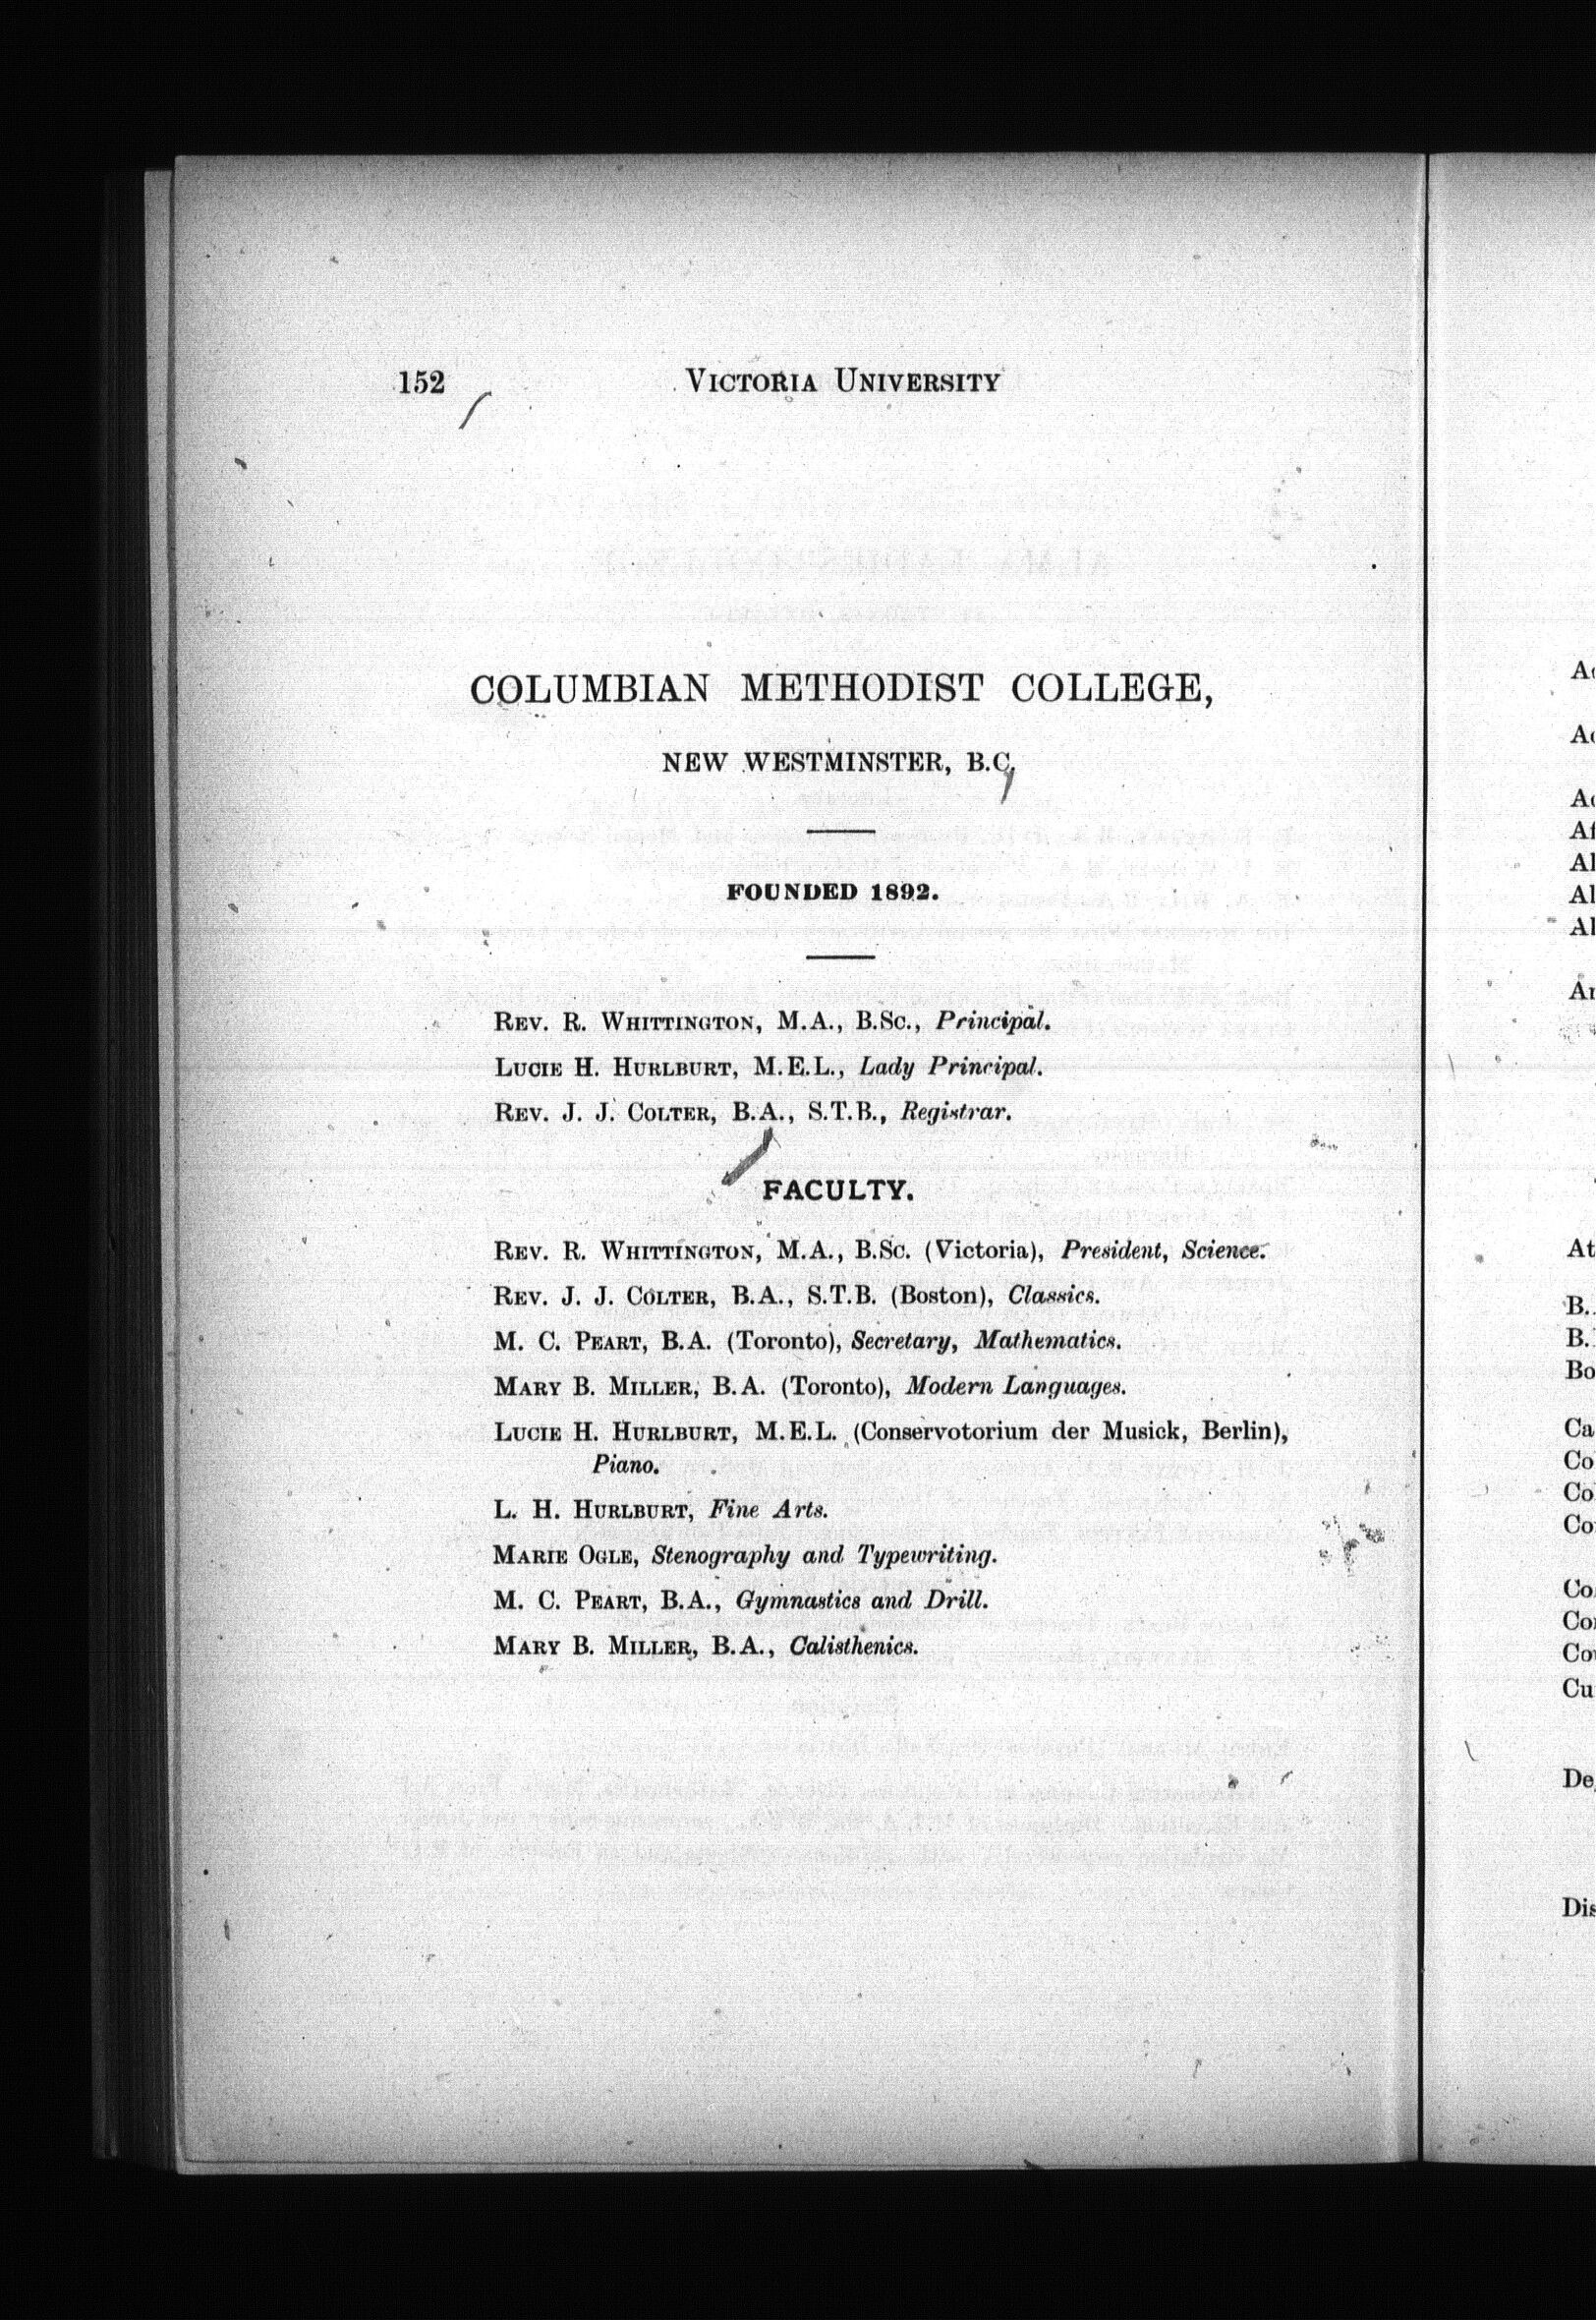 152 VICTORIA UNIVERSITY
COLUMBIAN METHODIST COLLEGE,
NEW WESTMINSTER, B.C.
FOUNDED 1892.
REV. R. WHITTINGTON, M.A., B.Sc., Principal.
LUCIE H. HURLBURT, M.E.L., Lady Principal.
REV. J. J. COLTER, B.A., S.T.B., Registrar.
FACULTY.
REV. R. WHITTINGTON, M.A., B.Sc. (Victoria), President, Science.
REV. J. J. COLTER, B.A., S.T.B. (Boston), Classics.
M. C. PEART, B.A. (Toronto), Secretary, Mathematics.
MARY B. MILLER, B.A. (Toronto), Modern Languages.
LUCIE H. HURLBURT, M.E.L. (Conservotorium der Musick, Berlin),
Piano.
L. H. HURLBURT, Fine Arts.
MARIE OGLE, Stenography and Typewriting.
M. C. PEART, B.A., Gymnastics and Drill.
MARY B. MILLER, B.A., Calisthenics.